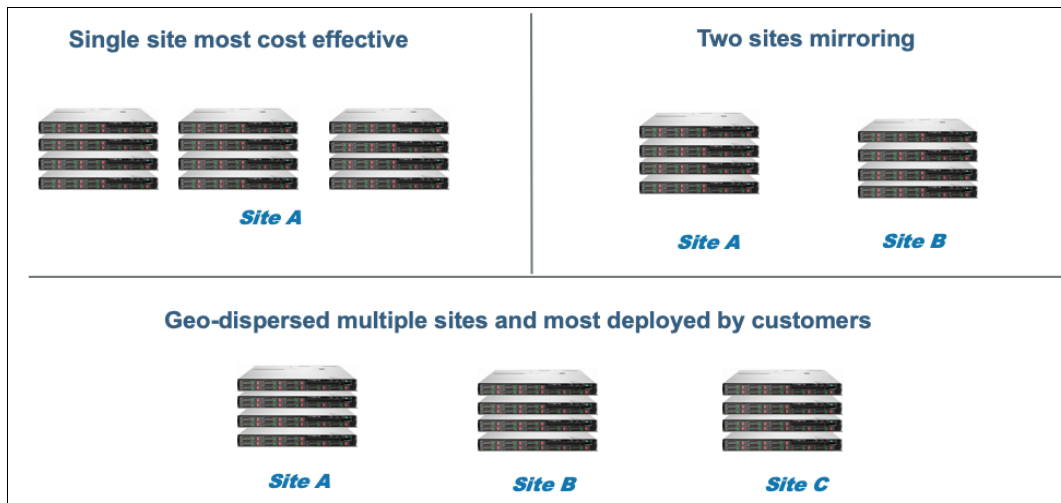 Single site most cost effective
Two sites mirroring
Site A
Site A
Site B
Geo-dispersed multiple sites and most deployed by customers
Site A
Site B
Site C